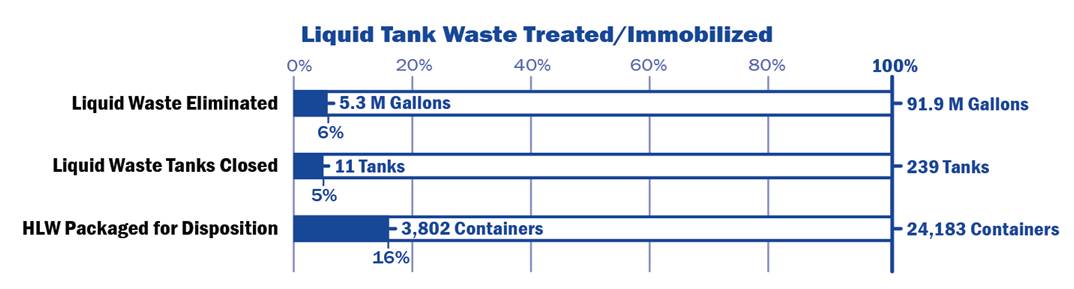 Liquid Tank Waste Treated/Immobilized
0% 20% 40% 60% 80% 100%
Liquid Waste Eliminated 5.3 M Gallons 91.9 M Gallons
6%
Liquid Waste Tanks Closed 11 Tanks 239 Tanks
5%
HLW Packaged for Disposition 3,802 Containers 24,183 Containers
16%